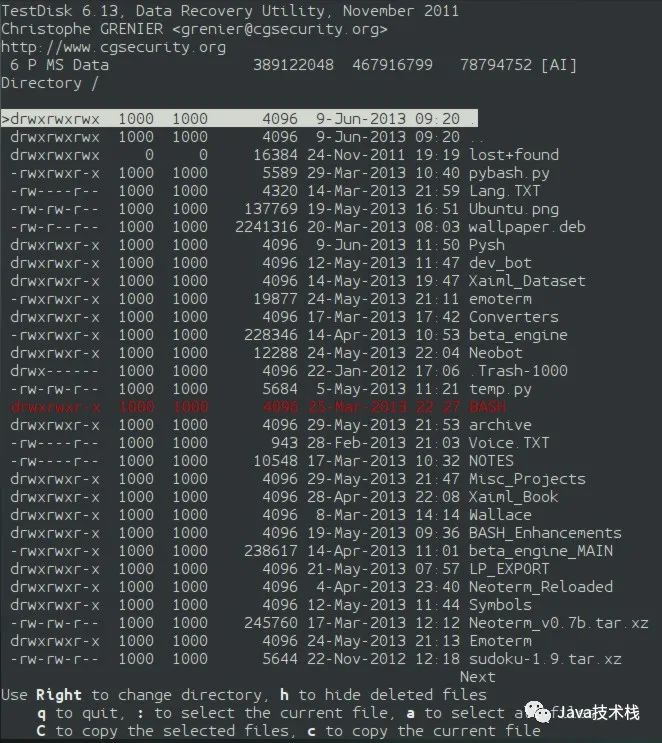 TestDisk 6.13, Data Recovery Utility, November 2011
Christophe GRENIER <grenier@cgsecurity.org>
http://www.cgsecurity.org
 6 P MS Data                389122048  467916799   78794752 [AI]
Directory /
>drwxrwxrwx  1000  1000      4096  9-Jun-2013 09:20 .
 drwxrwxrwx  1000  1000      4096  9-Jun-2013 09:20 ..
 drwxrwxrwx     0     0     16384 24-Nov-2011 19:19 lost+found
 -rwxrwxr-x  1000  1000      5589 29-Mar-2013 10:40 pybash.py
 -rw----r--  1000  1000      4320 14-Mar-2013 21:59 Lang.TXT
 -rw-rw-r--  1000  1000    137769 19-May-2013 16:51 Ubuntu.png
 -rw-r--r--  1000  1000   2241316 20-Mar-2013 08:03 wallpaper.deb
 drwxrwxr-x  1000  1000      4096  9-Jun-2013 11:50 Pysh
 drwxrwxr-x  1000  1000      4096 12-May-2013 11:47 dev_bot
 drwxrwxr-x  1000  1000      4096 14-May-2013 19:47 Xaiml_Dataset
 -rwxrwxr-x  1000  1000     19877 24-May-2013 21:11 emoterm
 drwxrwxr-x  1000  1000      4096 17-Mar-2013 17:42 Converters
 -rwxrwxr-x  1000  1000    228346 14-Apr-2013 10:53 beta_engine
 drwxrwxr-x  1000  1000     12288 24-May-2013 22:04 Neobot
 drwx------  1000  1000      4096 22-Jan-2012 17:06 .Trash-1000
 -rw-rw-r--  1000  1000      5684  5-May-2013 11:21 temp.py
 drwxrwxr-x  1000  1000      4096 25-Mar-2013 22:27 BASH
 drwxrwxr-x  1000  1000      4096 29-May-2013 21:53 archive
 -rw----r--  1000  1000       943 28-Feb-2013 21:03 Voice.TXT
 -rw----r--  1000  1000     10548 17-Mar-2013 10:32 NOTES
 drwxrwxr-x  1000  1000      4096 29-May-2013 21:47 Misc_Projects
 drwxrwxr-x  1000  1000      4096 28-Apr-2013 22:08 Xaiml_Book
 drwxrwxr-x  1000  1000      4096  8-Mar-2013 14:14 Wallace
 drwxrwxr-x  1000  1000      4096 19-May-2013 09:36 BASH_Enhancements
 -rwxrwxr-x  1000  1000    238617 14-Apr-2013 11:01 beta_engine_MAIN
 drwxrwxr-x  1000  1000      4096 21-May-2013 07:57 LP_EXPORT
 drwxrwxr-x  1000  1000      4096  4-Apr-2013 23:40 Neoterm_Reloaded
 drwxrwxr-x  1000  1000      4096 12-May-2013 11:44 Symbols
 -rw-rw-r--  1000  1000    245760 17-Mar-2013 12:12 Neoterm_v0.7b.tar.xz
 drwxrwxr-x  1000  1000      4096 24-May-2013 21:13 Emoterm
 -rw-rw-r--  1000  1000      5644 22-Nov-2012 12:18 sudoku-1.9.tar.xz
Next
Use Right to change directory, h to hide deleted files
    q to quit, : to select the current file, a to select
    C to copy the selected files, c to copy the current file
Java技术栈